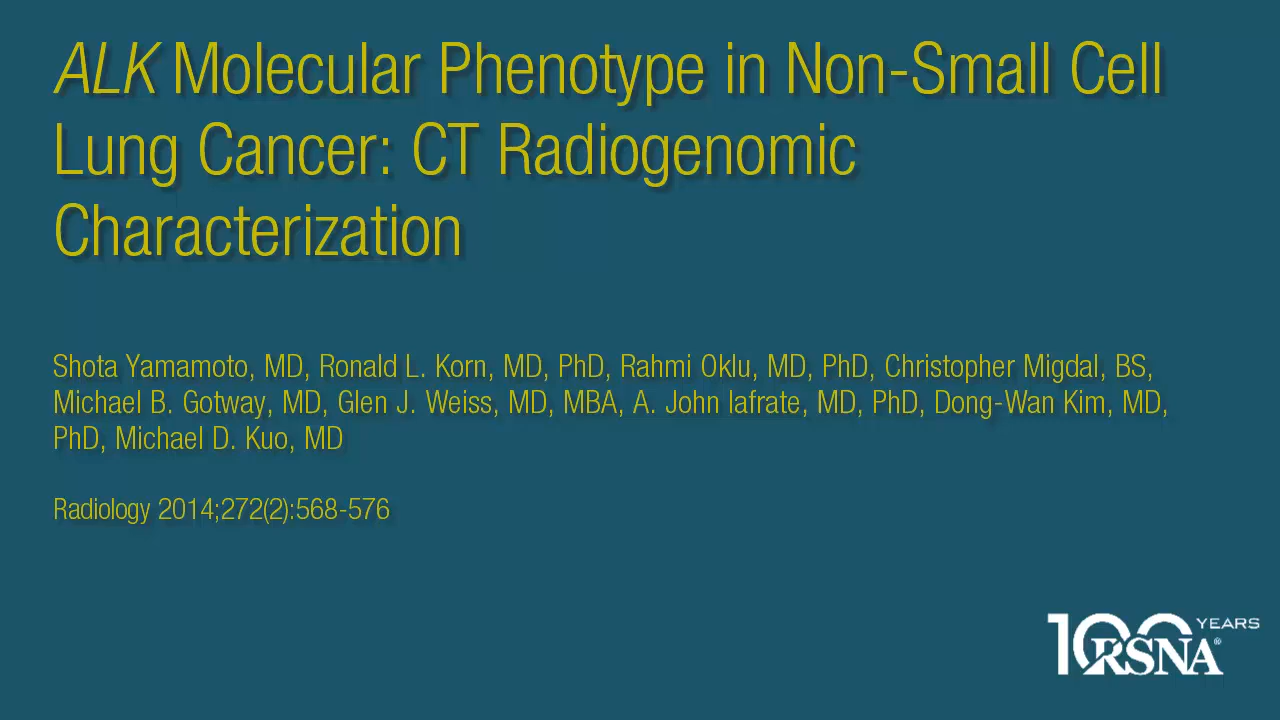 ALK Molecular Phenotype in Non-Small Cell
Lung Cancer: CT Radiogenomic
Characterization
Shota Yamamoto, MD, Ronald L. Korn, MD, PhD, Rahmi Oklu, MD, PhD, Christopher Migdal, BS,
Michael B. Gotway, MD, Glen J. Weiss, MD, MBA, A. John Iafrate, MD, PhD, Dong-Wan Kim, MD,
PhD, Michael D. Kuo, MD
Radiology 2014;272(2):568-576
100 YEARS
RSNA®